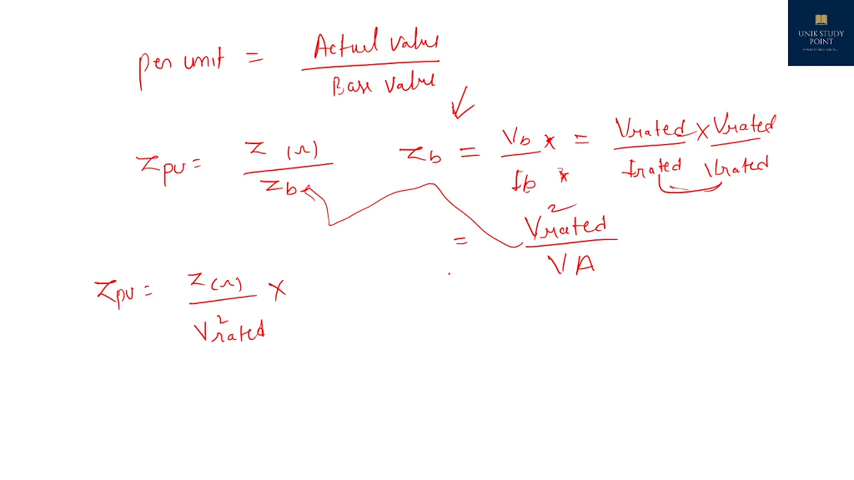 UNIK STUDY
POINT
per unit = Actual value / Base value
Zpu = Z (Ω) / Zb
Zb = Vb / Ib = Vrated × Vrated / Irated Vrated
= V²rated / VA
Zpu = Z(Ω) / V²rated ×